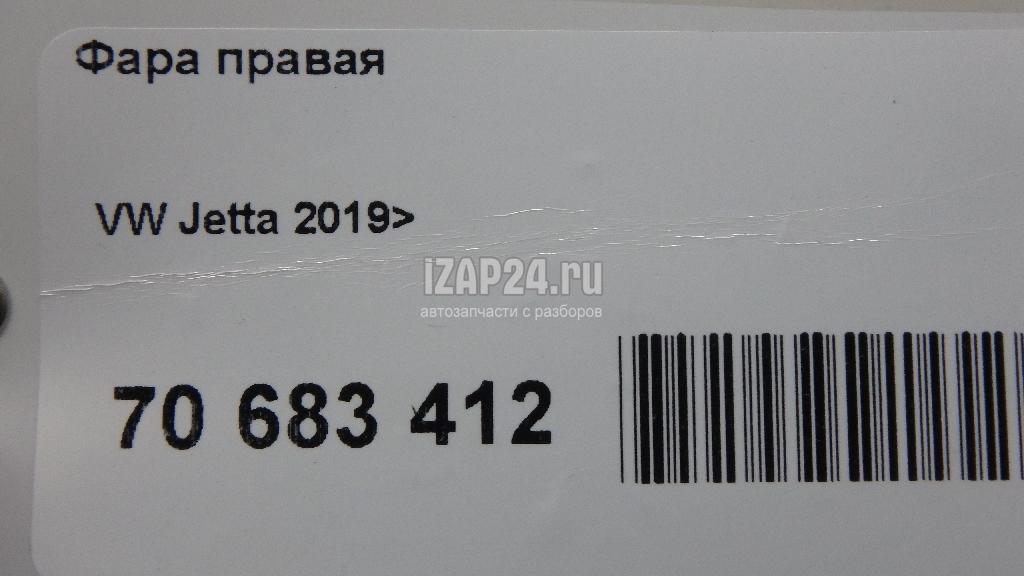 Фара правая
VW Jetta 2019>
iZAP24.ru
автозапчасти с разборов
70 683 412